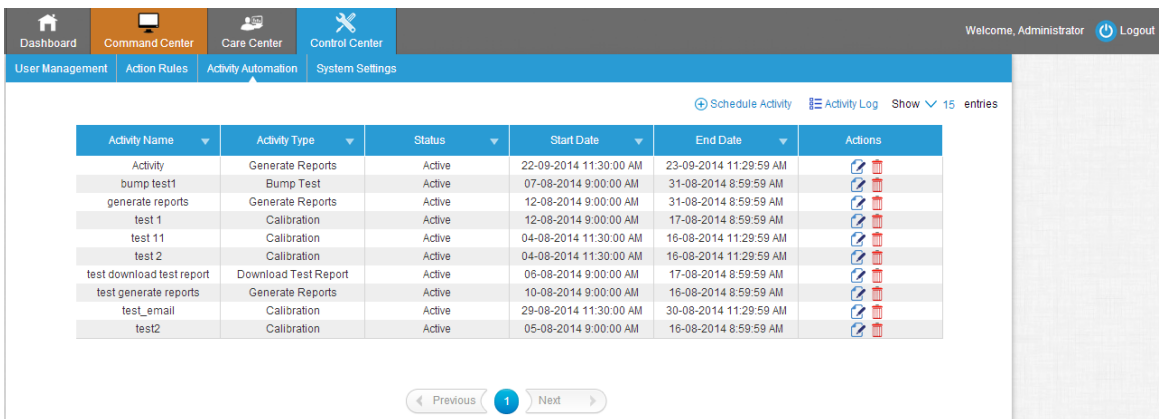 Dashboard Command Center Care Center Control Center Welcome, Administrator Logout
User Management Action Rules Activity Automation System Settings
Schedule Activity Activity Log Show 15 entries
Activity Name Activity Type Status Start Date End Date Actions
Activity Generate Reports Active 22-09-2014 11:30:00 AM 23-09-2014 11:29:59 AM
bump test1 Bump Test Active 07-08-2014 9:00:00 AM 31-08-2014 8:59:59 AM
generate reports Generate Reports Active 12-08-2014 9:00:00 AM 31-08-2014 8:59:59 AM
test 1 Calibration Active 12-08-2014 9:00:00 AM 17-08-2014 8:59:59 AM
test 11 Calibration Active 04-08-2014 11:30:00 AM 16-08-2014 11:29:59 AM
test 2 Calibration Active 04-08-2014 11:30:00 AM 16-08-2014 11:29:59 AM
test download test report Download Test Report Active 06-08-2014 9:00:00 AM 17-08-2014 8:59:59 AM
test generate reports Generate Reports Active 10-08-2014 9:00:00 AM 16-08-2014 8:59:59 AM
test_email Calibration Active 29-08-2014 11:30:00 AM 30-08-2014 11:29:59 AM
test2 Calibration Active 05-08-2014 9:00:00 AM 16-08-2014 8:59:59 AM
Previous 1 Next